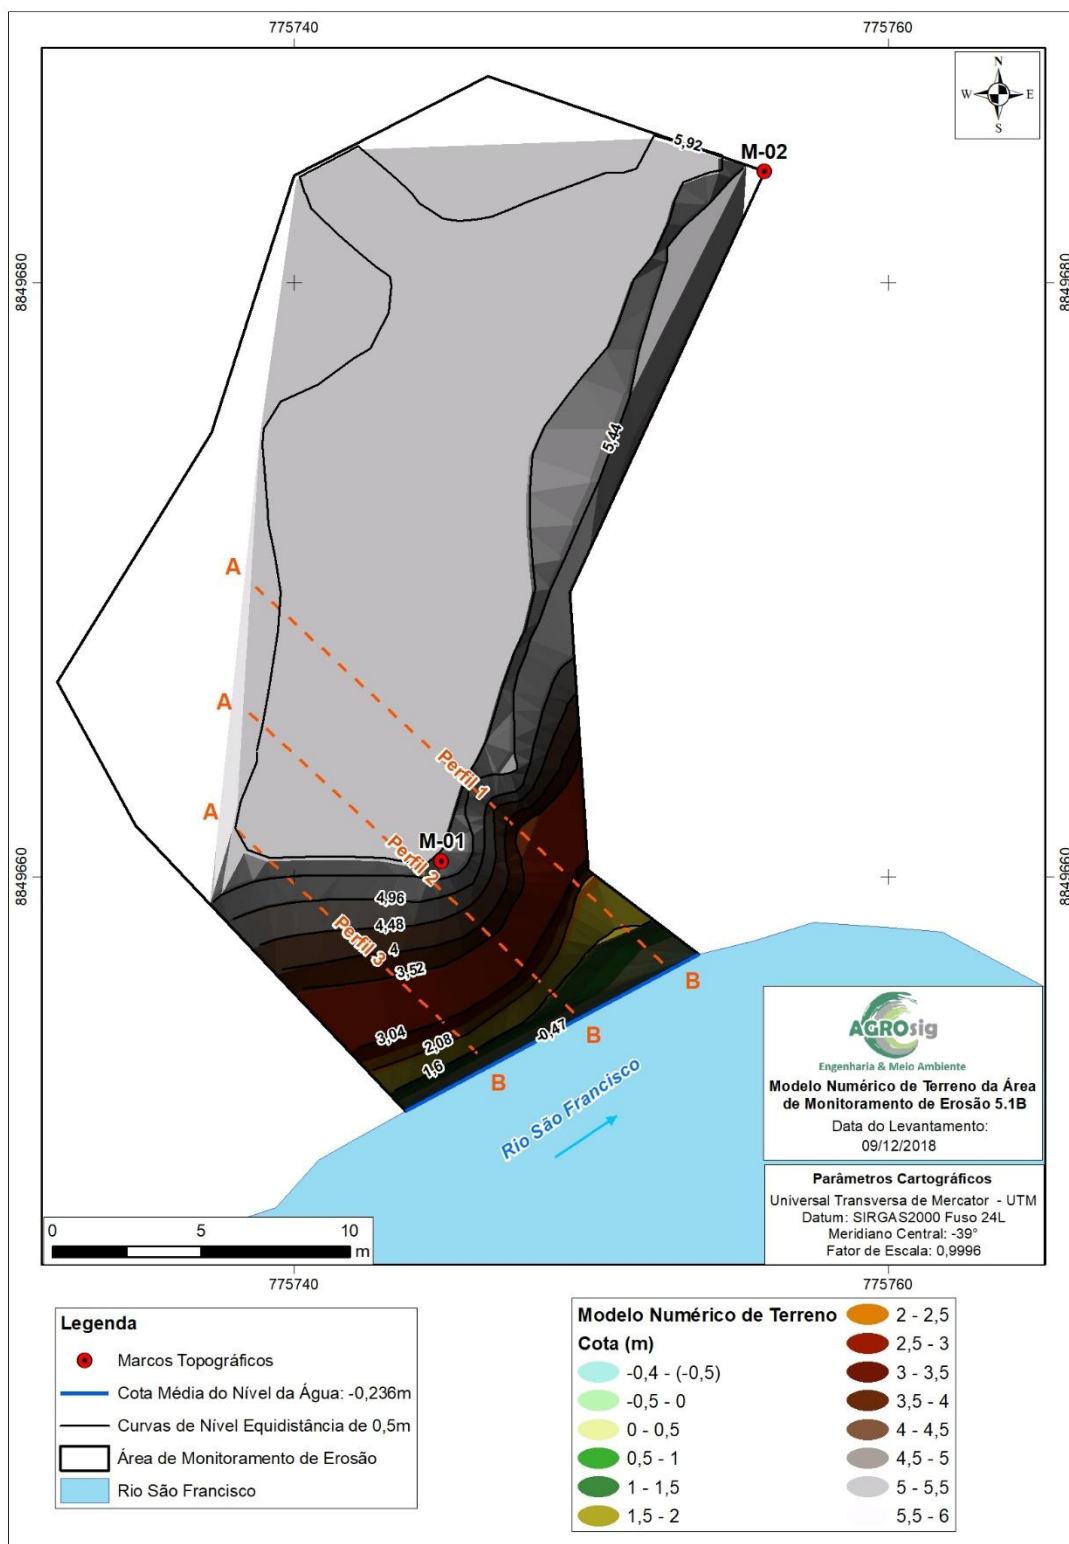 775740
775760
N
W
E
S
5,92
M-02
8849680
8849680
5,44
A
A
Perfil 1
A
M-01
Perfil 2
8849660
8849660
4,96
4,48
4
Perfil 3
3,52
B
3,04
2,08
-0,47
B
1,6
B
Rio São Francisco
AGROsig
Engenharia & Meio Ambiente
Modelo Numérico de Terreno da Área
de Monitoramento de Erosão 5.1B
Data do Levantamento:
09/12/2018
Parâmetros Cartográficos
Universal Transversa de Mercator - UTM
Datum: SIRGAS2000 Fuso 24L
Meridiano Central: -39°
Fator de Escala: 0,9996
0 5 10
m
775740
775760
Legenda
Marcos Topográficos
Cota Média do Nível da Água: -0,236m
Curvas de Nível Equidistância de 0,5m
Área de Monitoramento de Erosão
Rio São Francisco
Modelo Numérico de Terreno
Cota (m)
-0,4 - (-0,5)
-0,5 - 0
0 - 0,5
0,5 - 1
1 - 1,5
1,5 - 2
2 - 2,5
2,5 - 3
3 - 3,5
3,5 - 4
4 - 4,5
4,5 - 5
5 - 5,5
5,5 - 6